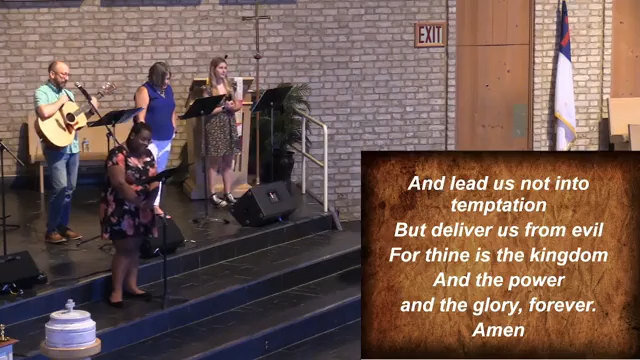 EXIT
And lead us not into
temptation
But deliver us from evil
For thine is the kingdom
And the power
and the glory, forever.
Amen